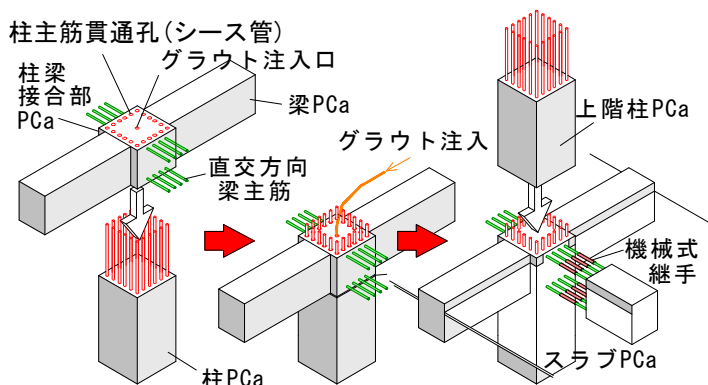 柱主筋貫通孔(シース管)
グラウト注入口
柱梁
接合部
PCa
梁PCa
直交方向
梁主筋
柱PCa
グラウト注入
上階柱PCa
機械式
継手
スラブPCa